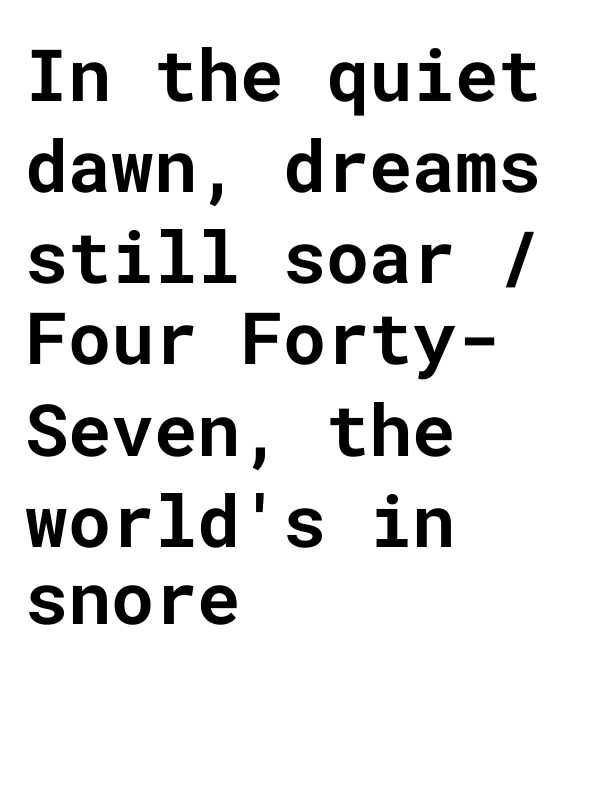 In the quiet
dawn, dreams
still soar /
Four Forty-
Seven, the
world's in
snore